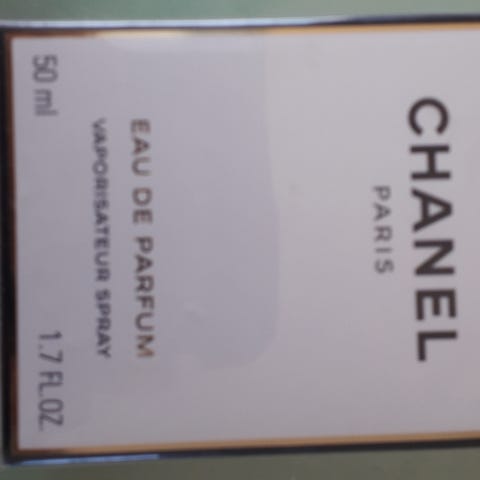 CHANEL
PARIS
EAU DE PARFUM
VAPORISATEUR SPRAY
50 ml 1.7 FL.OZ.